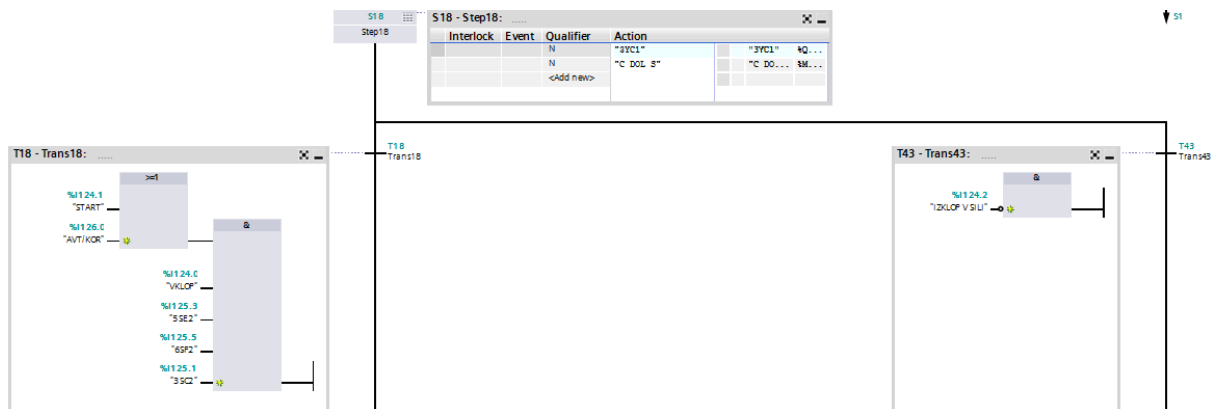 S18
Step18
S18 - Step18: .....
Interlock Event Qualifier Action
N "3YC1" "3YC1" %Q...
N "C DOL S" "C DO... %M...
<Add new>
S1
T18
Trans18
T43
Trans43
T18 - Trans18: .....
>=1
%I124.1
"START"
%I126.0
"AVT/KOR"
&
%I124.0
"VKLOP"
%I125.3
"5SE2"
%I125.5
"6SF2"
%I125.1
"3SC2"
T43 - Trans43: .....
&
%I124.2
"IZKLOP V SILI"